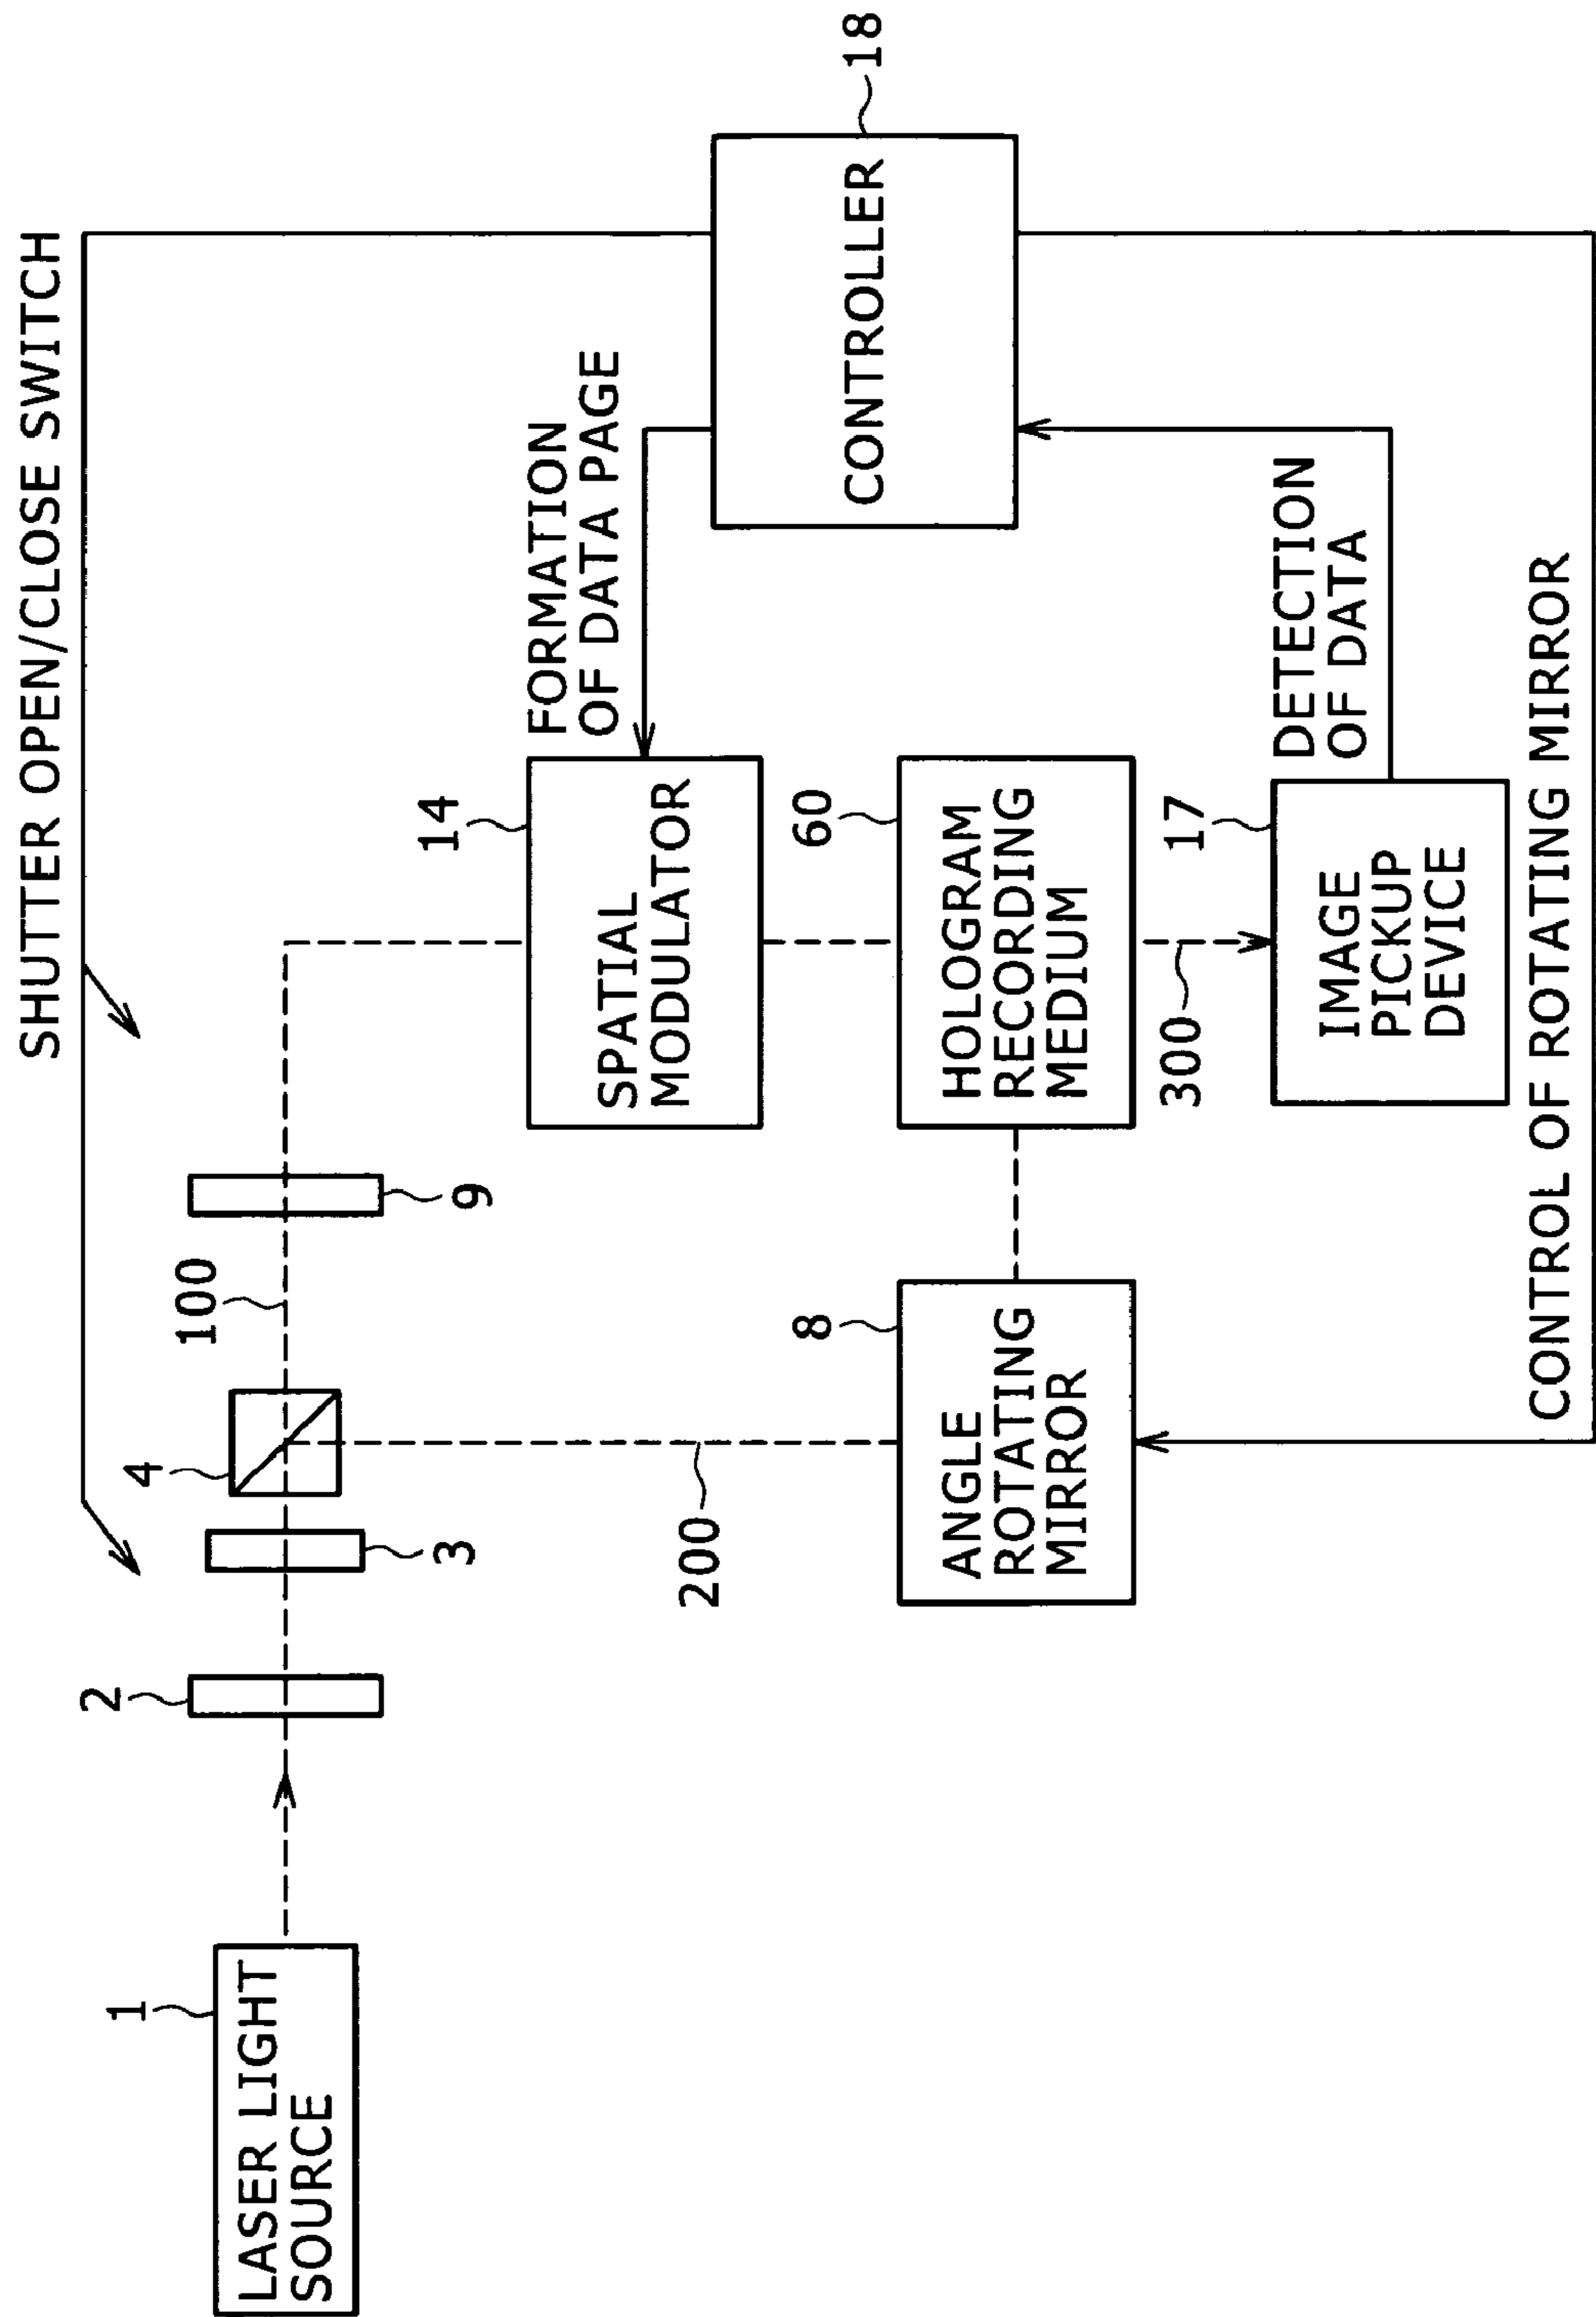 SHUTTER OPEN/CLOSE SWITCH
1
LASER LIGHT
SOURCE
2
3
4
100
9
200
14
SPATIAL
MODULATOR
FORMATION
OF DATA PAGE
CONTROLLER
18
8
ANGLE
ROTATING
MIRROR
60
HOLOGRAM
RECORDING
MEDIUM
300
17
IMAGE
PICKUP
DEVICE
DETECTION
OF DATA
CONTROL OF ROTATING MIRROR